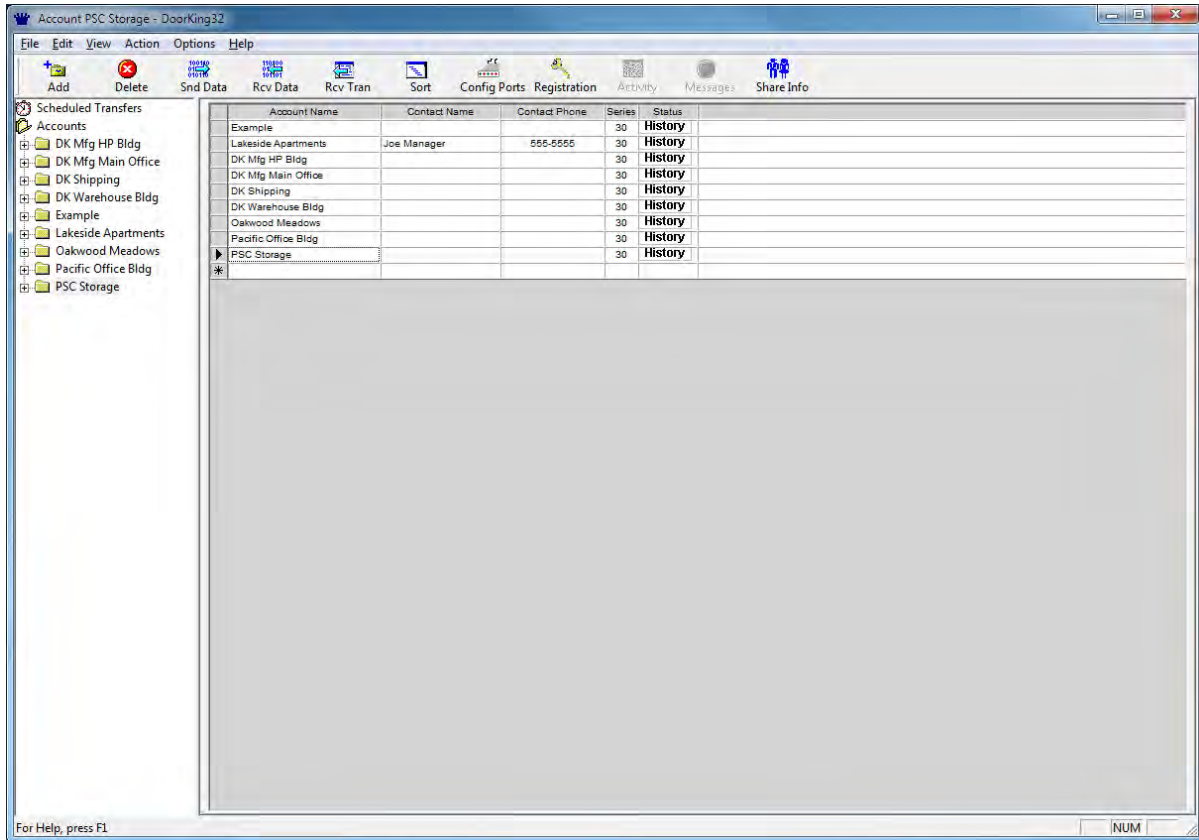 Account PSC Storage - DoorKing32
File Edit View Action Options Help
Add Delete Snd Data Rcv Data Rcv Tran Sort Config Ports Registration Activity Messages Share Info
Scheduled Transfers
Accounts
DK Mfg HP Bldg
DK Mfg Main Office
DK Shipping
DK Warehouse Bldg
Example
Lakeside Apartments
Oakwood Meadows
Pacific Office Bldg
PSC Storage
Account Name Contact Name Contact Phone Series Status
Example 30 History
Lakeside Apartments Joe Manager 555-5555 30 History
DK Mfg HP Bldg 30 History
DK Mfg Main Office 30 History
DK Shipping 30 History
DK Warehouse Bldg 30 History
Oakwood Meadows 30 History
Pacific Office Bldg 30 History
PSC Storage 30 History
For Help, press F1
NUM